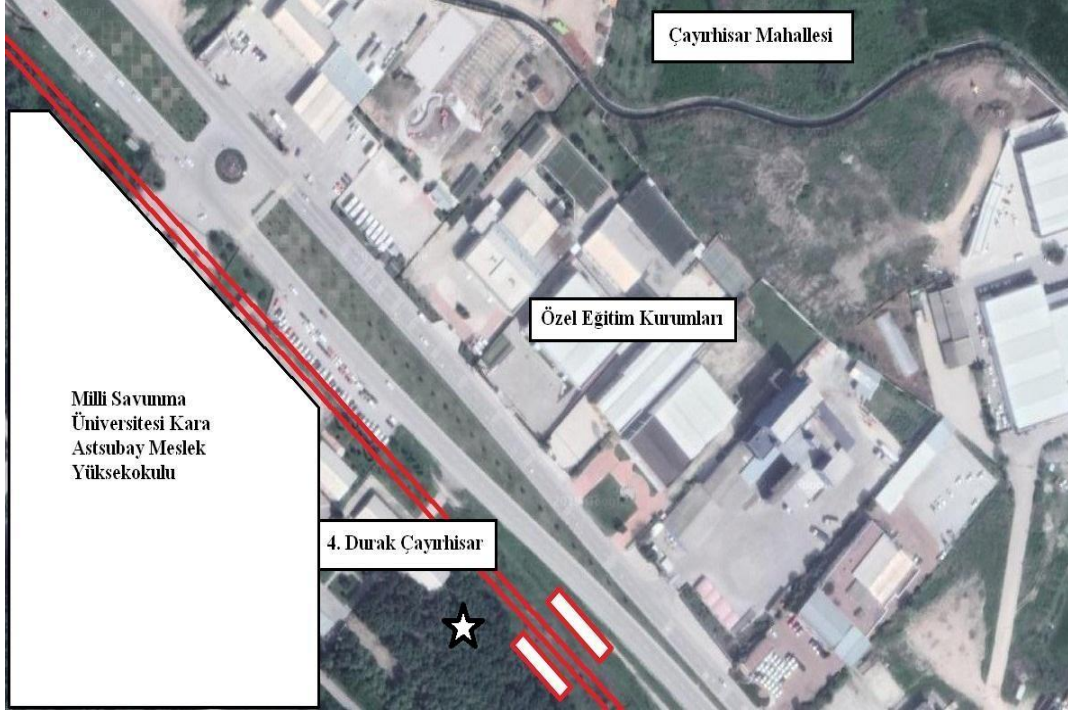 Çayırhisar Mahallesi
Özel Eğitim Kurumları
Milli Savunma
Üniversitesi Kara
Astsubay Meslek
Yüksekokulu
4. Durak Çayırhisar